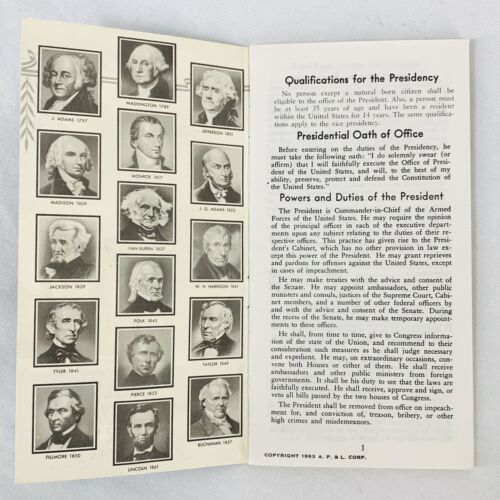 J. ADAMS 1797
WASHINGTON 1789
JEFFERSON 1801
MADISON 1809
MONROE 1817
J. Q. ADAMS 1825
JACKSON 1829
VAN BUREN 1837
W. H. HARRISON 1841
TYLER 1841
POLK 1845
TAYLOR 1849
FILLMORE 1850
PIERCE 1853
BUCHANAN 1857
LINCOLN 1861
Qualifications for the Presidency
No person except a natural born citizen shall be
eligible to the office of the President. Also, a person must
be at least 35 years of age and have been a resident
within the United States for 14 years. The same qualifica-
tions apply to the vice presidency.
Presidential Oath of Office
Before entering on the duties of the Presidency, he
must take the following oath: "I do solemnly swear (or
affirm) that I will faithfully execute the Office of Presi-
dent of the United States, and will, to the best of my
ability, preserve, protect and defend the Constitution of
the United States."
Powers and Duties of the President
The President is Commander-in-Chief of the Armed
Forces of the United States. He may require the opinion
of the principal officer in each of the executive depart-
ments upon any subject relating to the duties of their re-
spective offices. This practice has given rise to the Presi-
dent's Cabinet, which has no other provision in law ex-
cept this power of the President. He may grant reprieves
and pardons for offenses against the United States, except
in cases of impeachment.
He may make treaties with the advice and consent of
the Senate. He may appoint ambassadors, other public
ministers and consuls, justices of the Supreme Court, Cabi-
net members, and a number of other federal officers by
and with the advice and consent of the Senate. During
the recess of the Senate, he may make temporary appoint-
ments to these offices.
He shall, from time to time, give to Congress information
of the state of the Union, and recommend to their
consideration such measures as he shall judge necessary
and expedient. He may, on extraordinary occasions, con-
vene both Houses or either of them. He shall receive
ambassadors and other public ministers from foreign
governments. It shall be his duty to see that the laws are
faithfully executed. He shall receive, approve and sign, or
veto all bills passed by the two houses of Congress.
The President shall be removed from office on impeach-
ment for, and conviction of, treason, bribery, or other
high crimes and misdemeanors.
1
COPYRIGHT 1963 A. P. & L. CORP.